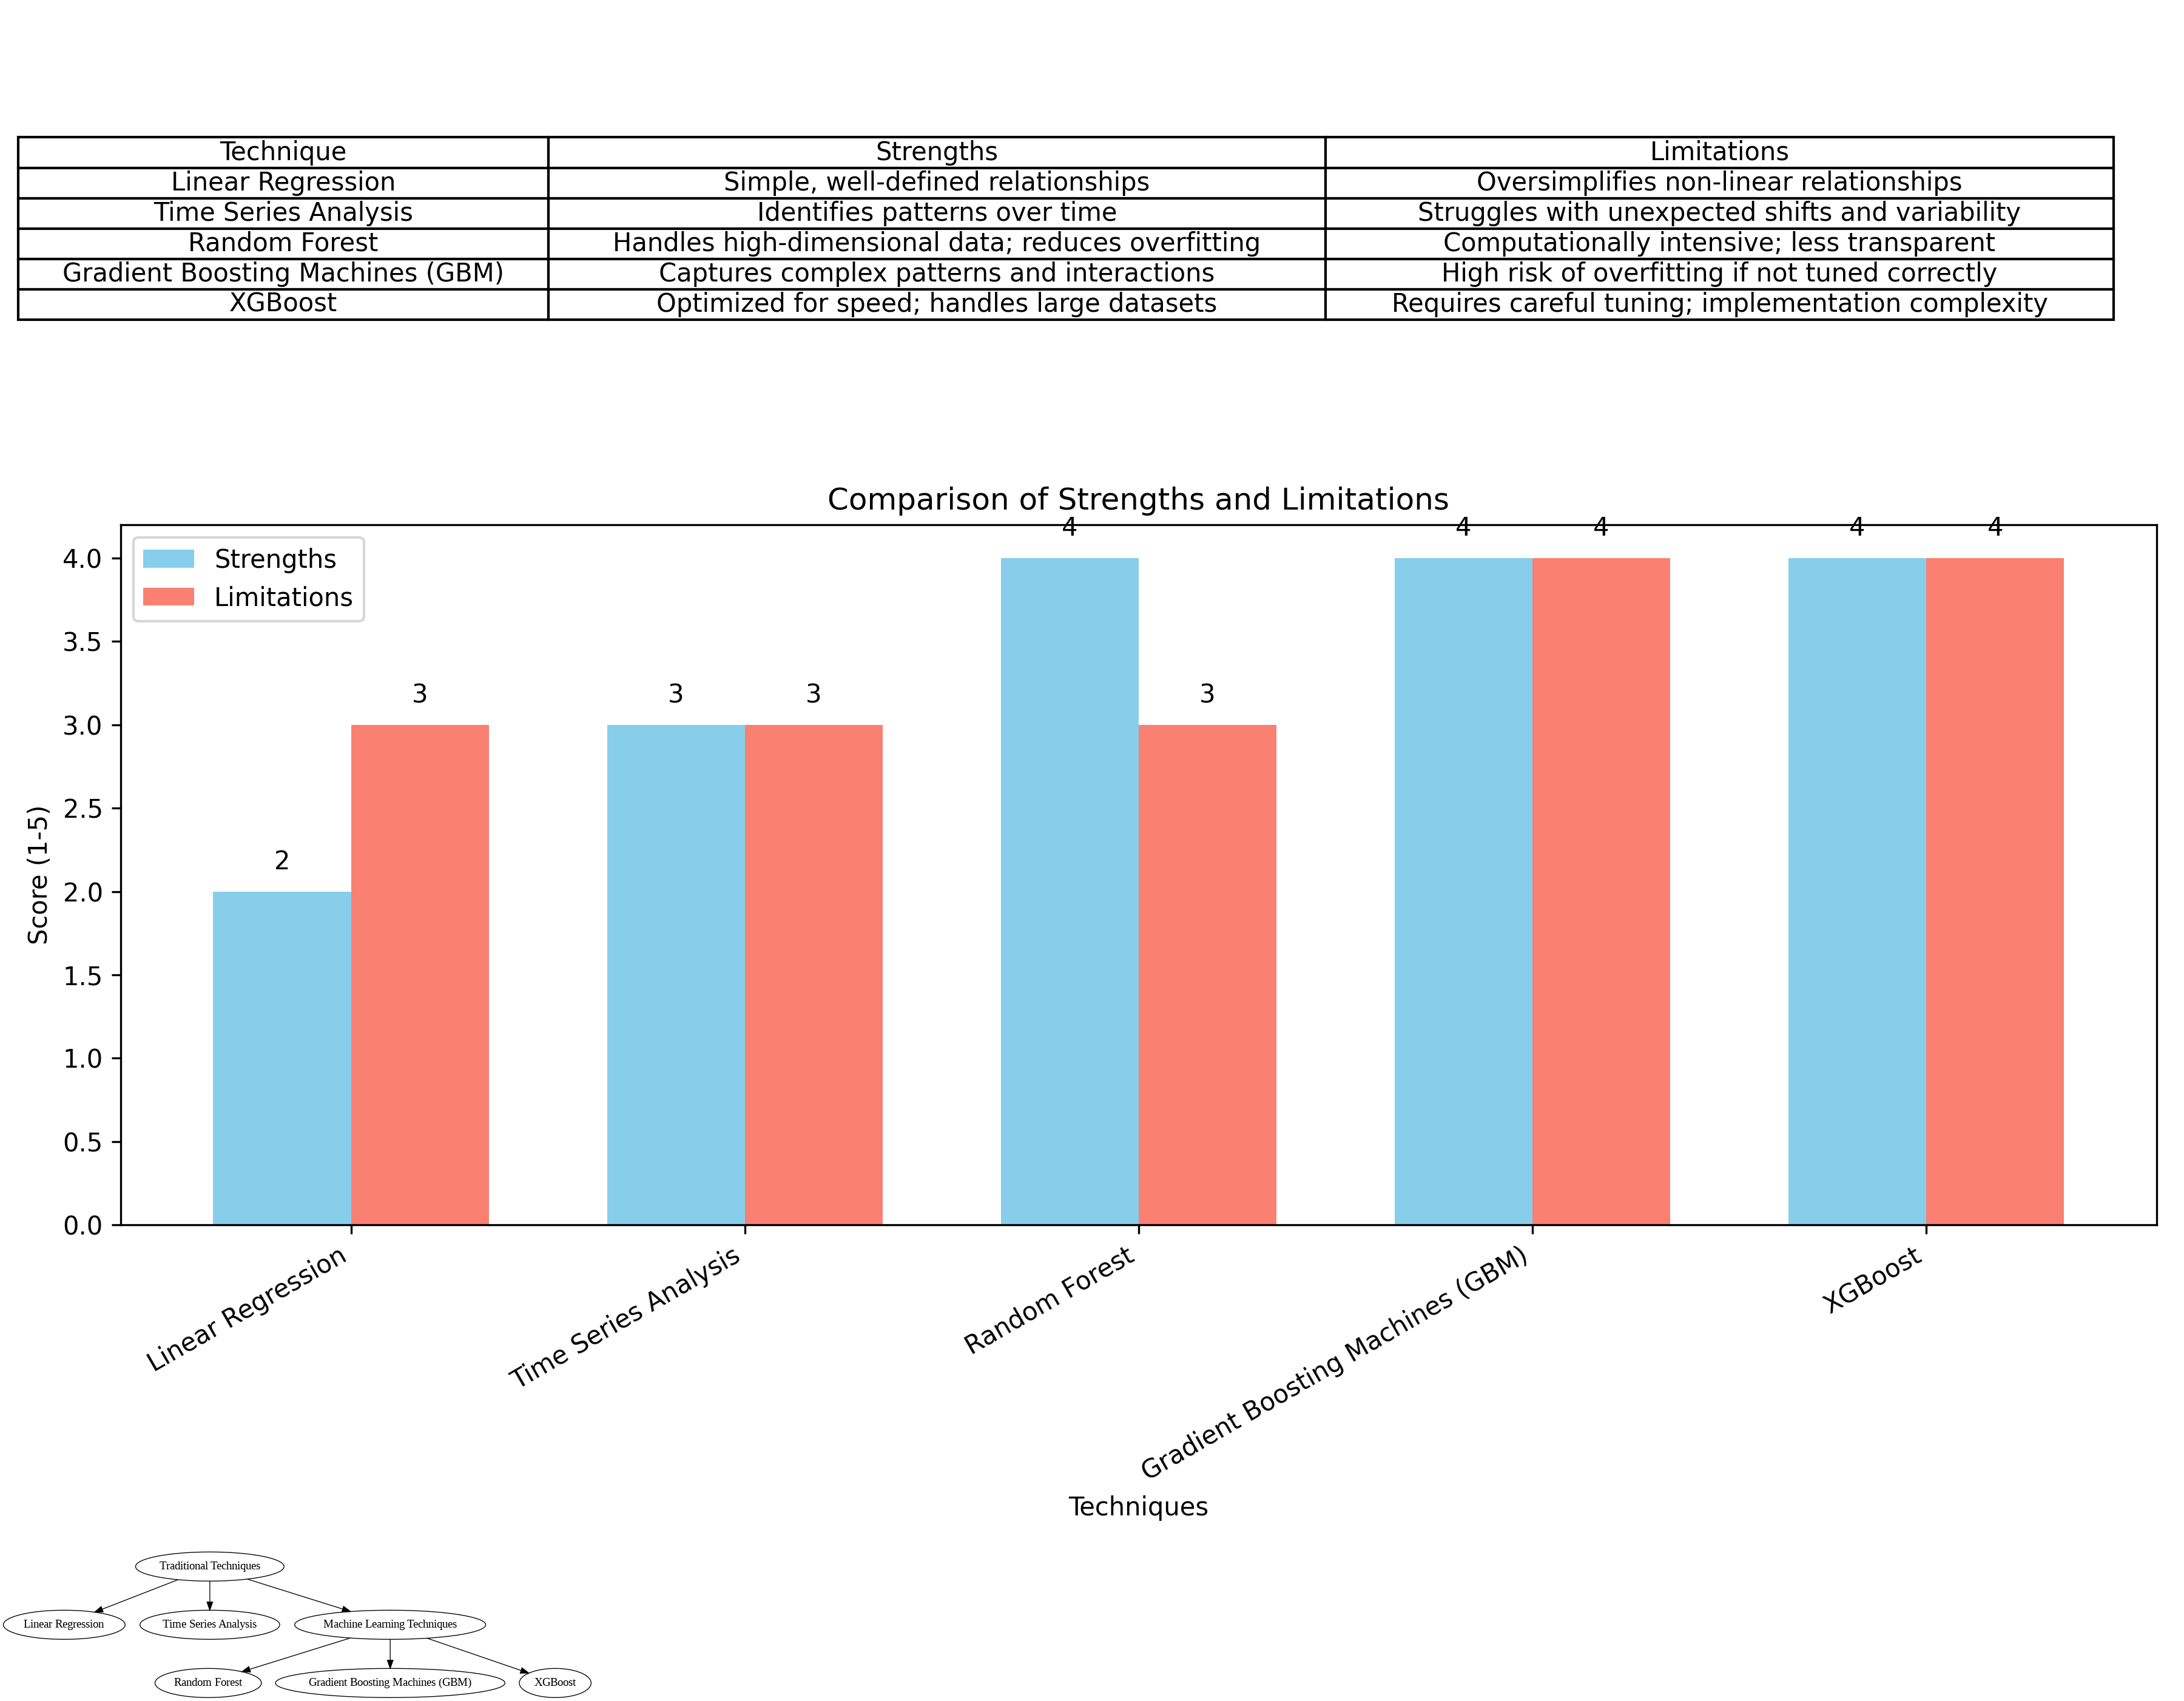 Technique Strengths Limitations
Linear Regression Simple, well-defined relationships Oversimplifies non-linear relationships
Time Series Analysis Identifies patterns over time Struggles with unexpected shifts and variability
Random Forest Handles high-dimensional data; reduces overfitting Computationally intensive; less transparent
Gradient Boosting Machines (GBM) Captures complex patterns and interactions High risk of overfitting if not tuned correctly
XGBoost Optimized for speed; handles large datasets Requires careful tuning; implementation complexity
Comparison of Strengths and Limitations
Strengths
Limitations
4 4 4 4 4
3 3 3 3
2
Score (1-5)
4.0
3.5
3.0
2.5
2.0
1.5
1.0
0.5
0.0
Linear Regression
Time Series Analysis
Random Forest
Gradient Boosting Machines (GBM)
XGBoost
Techniques
Traditional Techniques
Linear Regression Time Series Analysis Machine Learning Techniques
Random Forest Gradient Boosting Machines (GBM) XGBoost